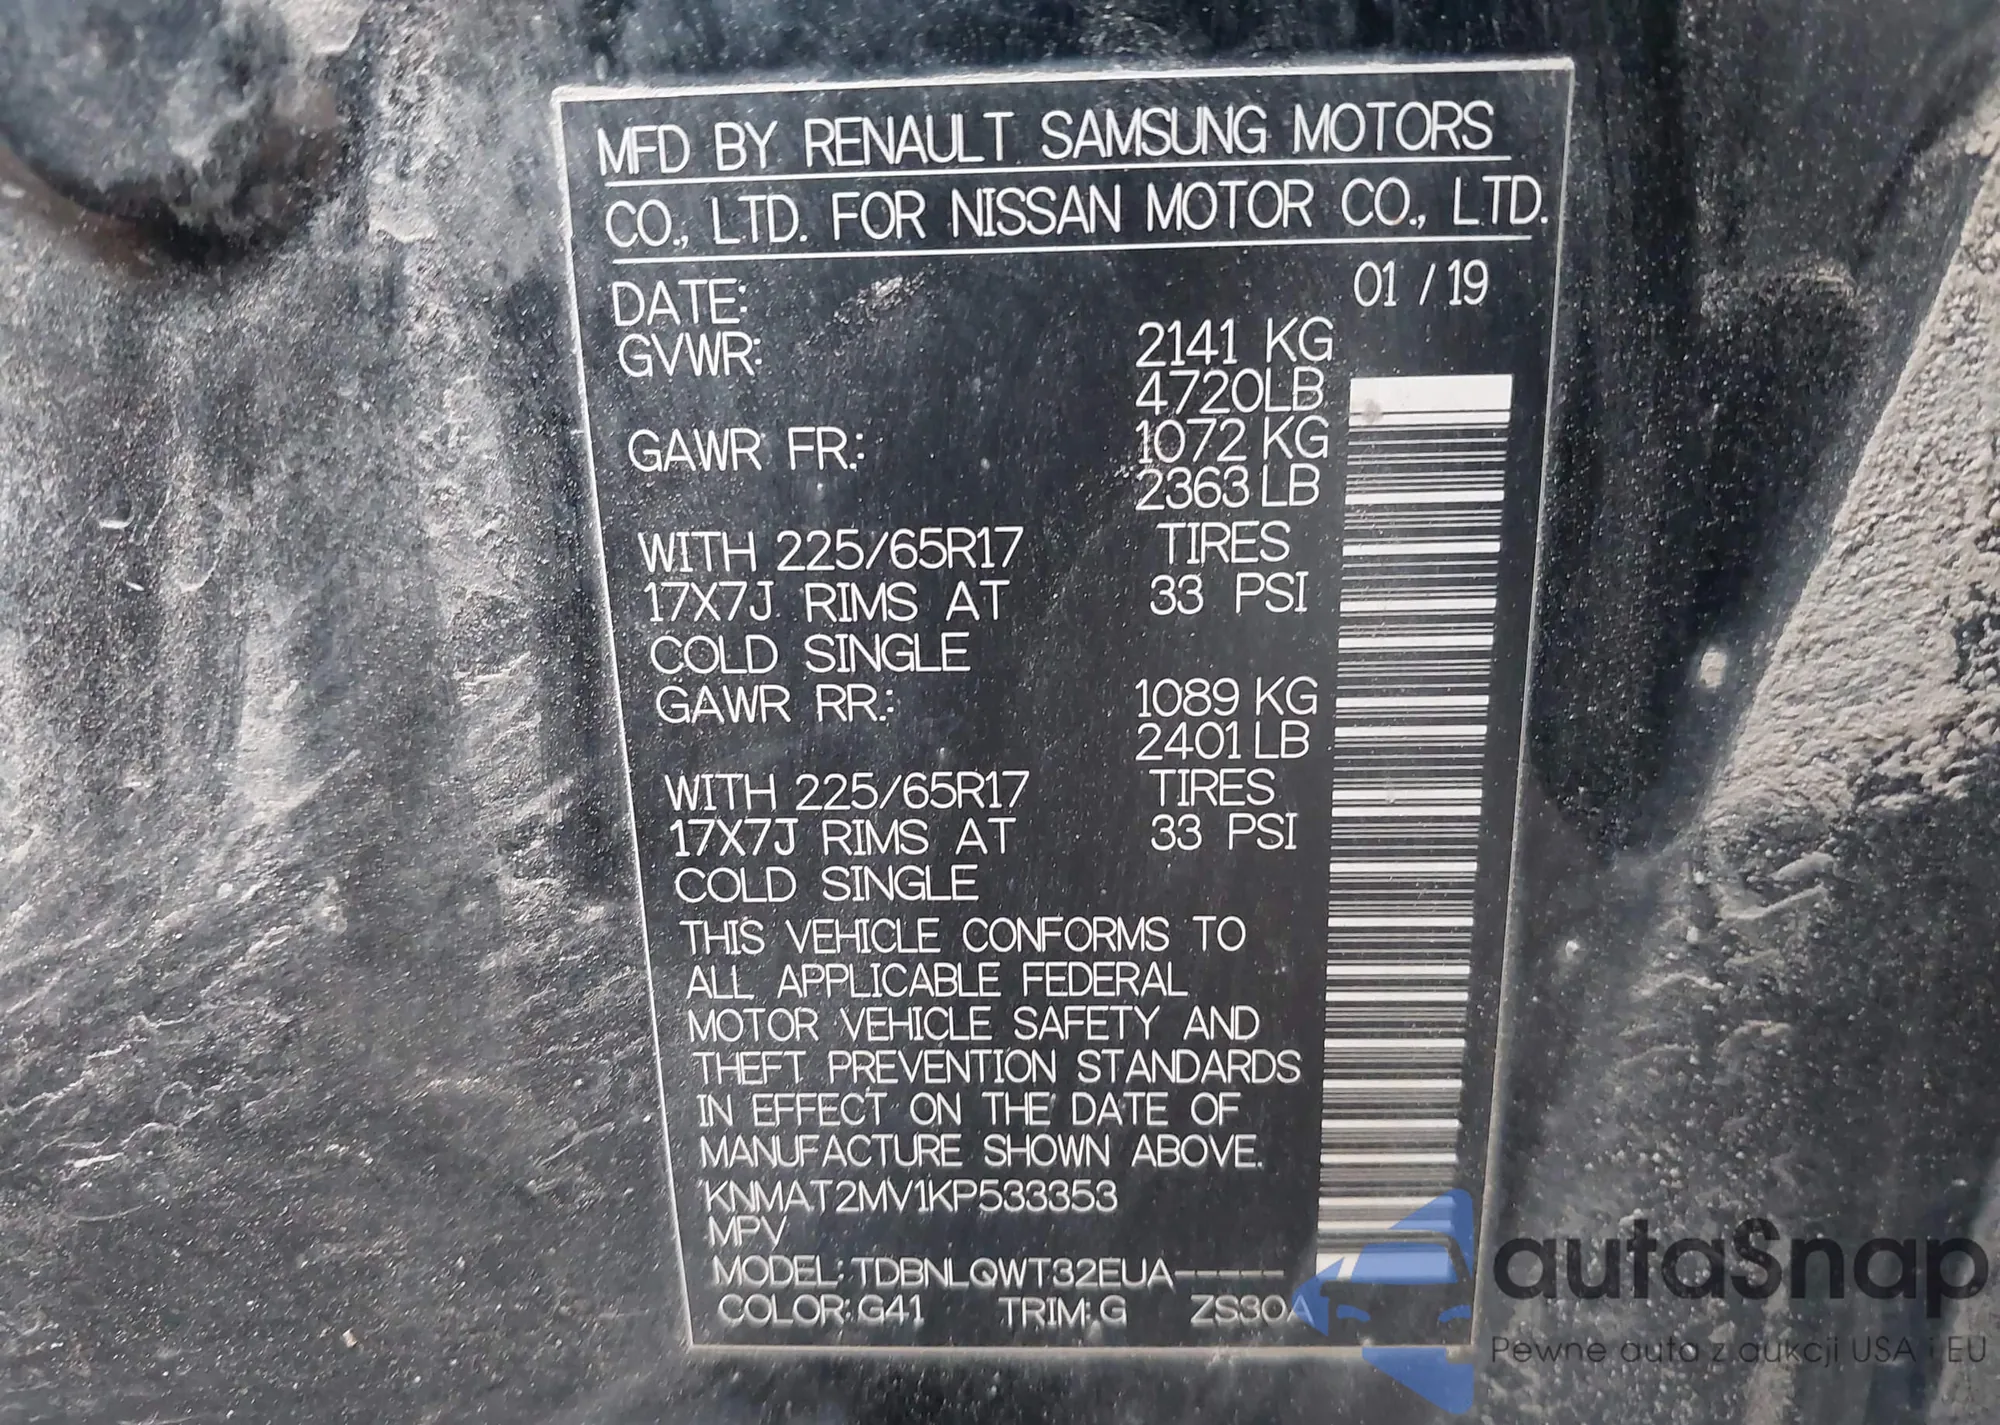 MFD BY RENAULT SAMSUNG MOTORS
CO., LTD. FOR NISSAN MOTOR CO., LTD.
DATE: 01 / 19
GVWR: 2141 KG
4720LB
GAWR FR.: 1072 KG
2363 LB
WITH 225/65R17 TIRES
17X7J RIMS AT 33 PSI
COLD SINGLE
GAWR RR.: 1089 KG
2401 LB
WITH 225/65R17 TIRES
17X7J RIMS AT 33 PSI
COLD SINGLE
THIS VEHICLE CONFORMS TO
ALL APPLICABLE FEDERAL
MOTOR VEHICLE SAFETY AND
THEFT PREVENTION STANDARDS
IN EFFECT ON THE DATE OF
MANUFACTURE SHOWN ABOVE.
KNMAT2MV1KP533353
MPV
MODEL: TDBNLQWT32EUA-----
COLOR: G41 TRIM: G ZS30A
autaSnap
Pewne auta z aukcji USA i EU